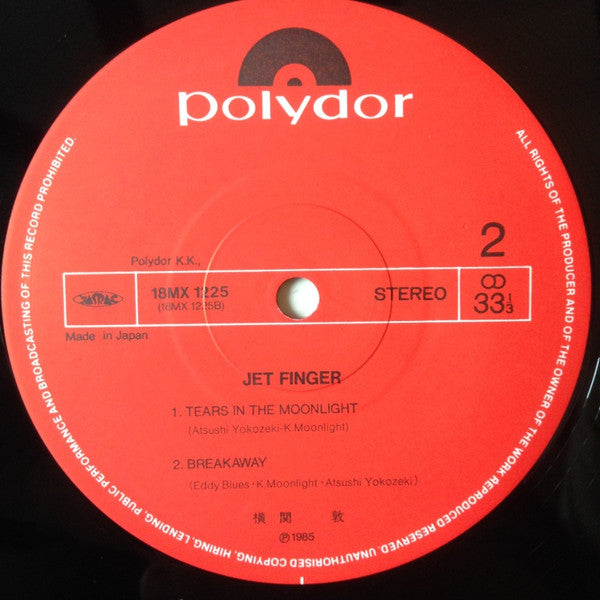 polydor
2
Polydor K.K.,
18MX 1225
(18MX 1225B)
STEREO
33 1/3
JASRAC
Made in Japan
JET FINGER
1. TEARS IN THE MOONLIGHT
(Atsushi Yokozeki-K.Moonlight)
2. BREAKAWAY
(Eddy Blues・K.Moonlight・Atsushi Yokozeki)
横関 敦
Ⓟ1985
ALL RIGHTS OF THE PRODUCER AND OF THE OWNER OF THE WORK REPRODUCED RESERVED. UNAUTHORISED COPYING, HIRING, LENDING, PUBLIC PERFORMANCE AND BROADCASTING OF THIS RECORD PROHIBITED.